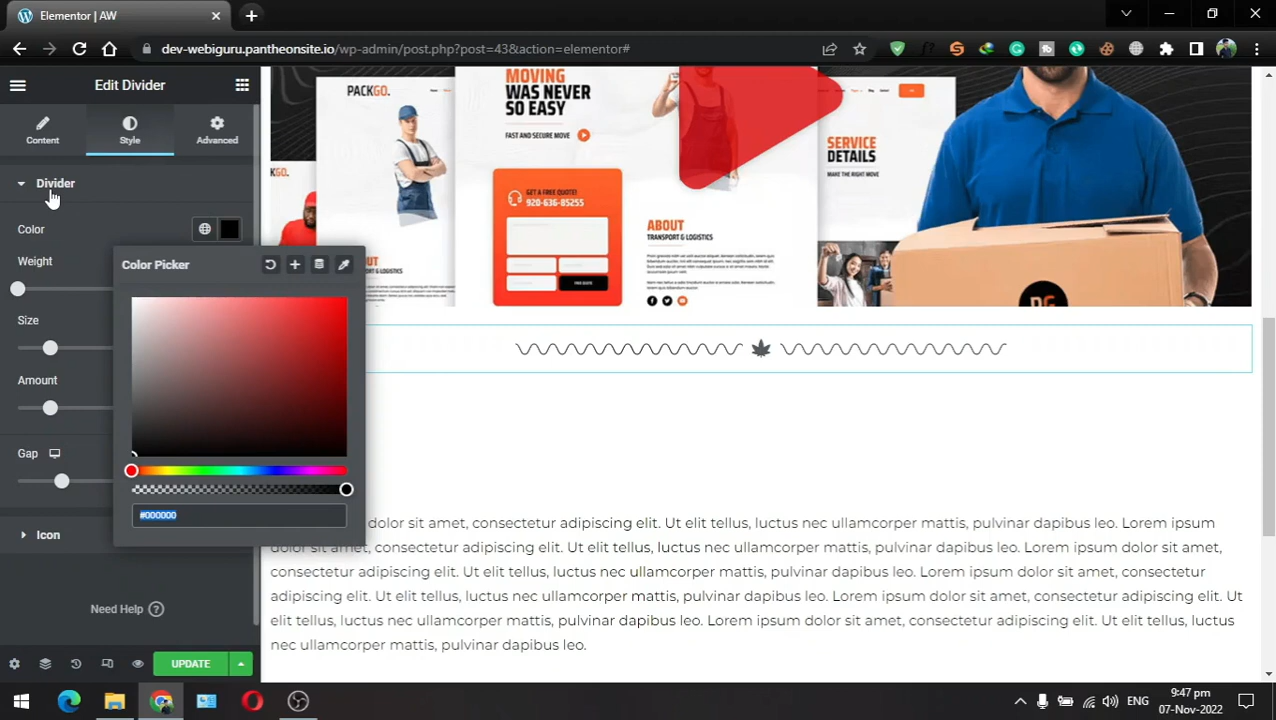 Elementor | AW
dev-webiguru.pantheonsite.io/wp-admin/post.php?post=43&action=elementor#
Edit Divider
Content
Style
Advanced
Divider
Color
Weight
Color Picker
Size
Amount
Gap
#000000
Icon
Need Help
UPDATE
PACKGO.
MOVING
WAS NEVER
SO EASY
FAST AND SECURE MOVE
GET A FREE QUOTE!
920-636-85255
ABOUT
TRANSPORT & LOGISTICS
SERVICE
DETAILS
MAKE THE RIGHT MOVE
dolor sit amet, consectetur adipiscing elit. Ut elit tellus, luctus nec ullamcorper mattis, pulvinar dapibus leo. Lorem ipsum
dolor sit amet, consectetur adipiscing elit. Ut elit tellus, luctus nec ullamcorper mattis, pulvinar dapibus leo. Lorem ipsum dolor sit amet,
consectetur adipiscing elit. Ut elit tellus, luctus nec ullamcorper mattis, pulvinar dapibus leo. Lorem ipsum dolor sit amet, consectetur
adipiscing elit. Ut elit tellus, luctus nec ullamcorper mattis, pulvinar dapibus leo. Lorem ipsum dolor sit amet, consectetur adipiscing elit. Ut
elit tellus, luctus nec ullamcorper mattis, pulvinar dapibus leo. Lorem ipsum dolor sit amet, consectetur adipiscing elit. Ut elit tellus, luctus
nec ullamcorper mattis, pulvinar dapibus leo.
ENG
9:47 pm
07-Nov-2022